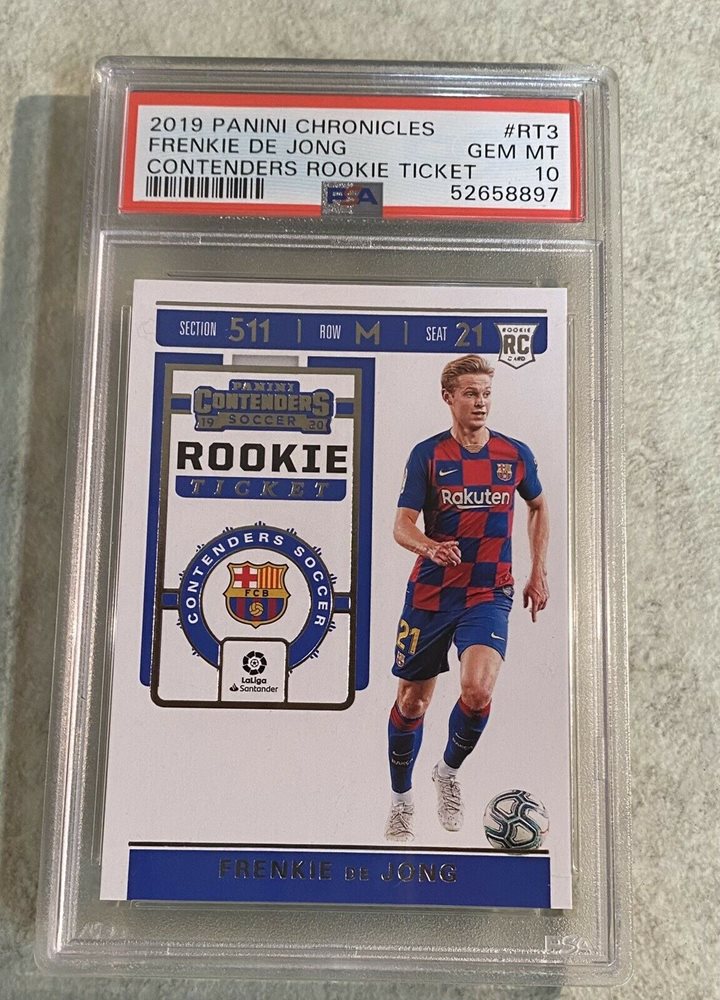 2019 PANINI CHRONICLES #RT3
FRENKIE DE JONG GEM MT
CONTENDERS ROOKIE TICKET 10
PSA 52658897
SECTION 511 ROW M SEAT 21
ROOKIE
RC
CARD
PANINI
CONTENDERS
19 SOCCER 20
ROOKIE
TICKET
CONTENDERS SOCCER
FCB
LaLiga
Santander
Rakuten
21
BARÇA
FRENKIE DE JONG
PSA